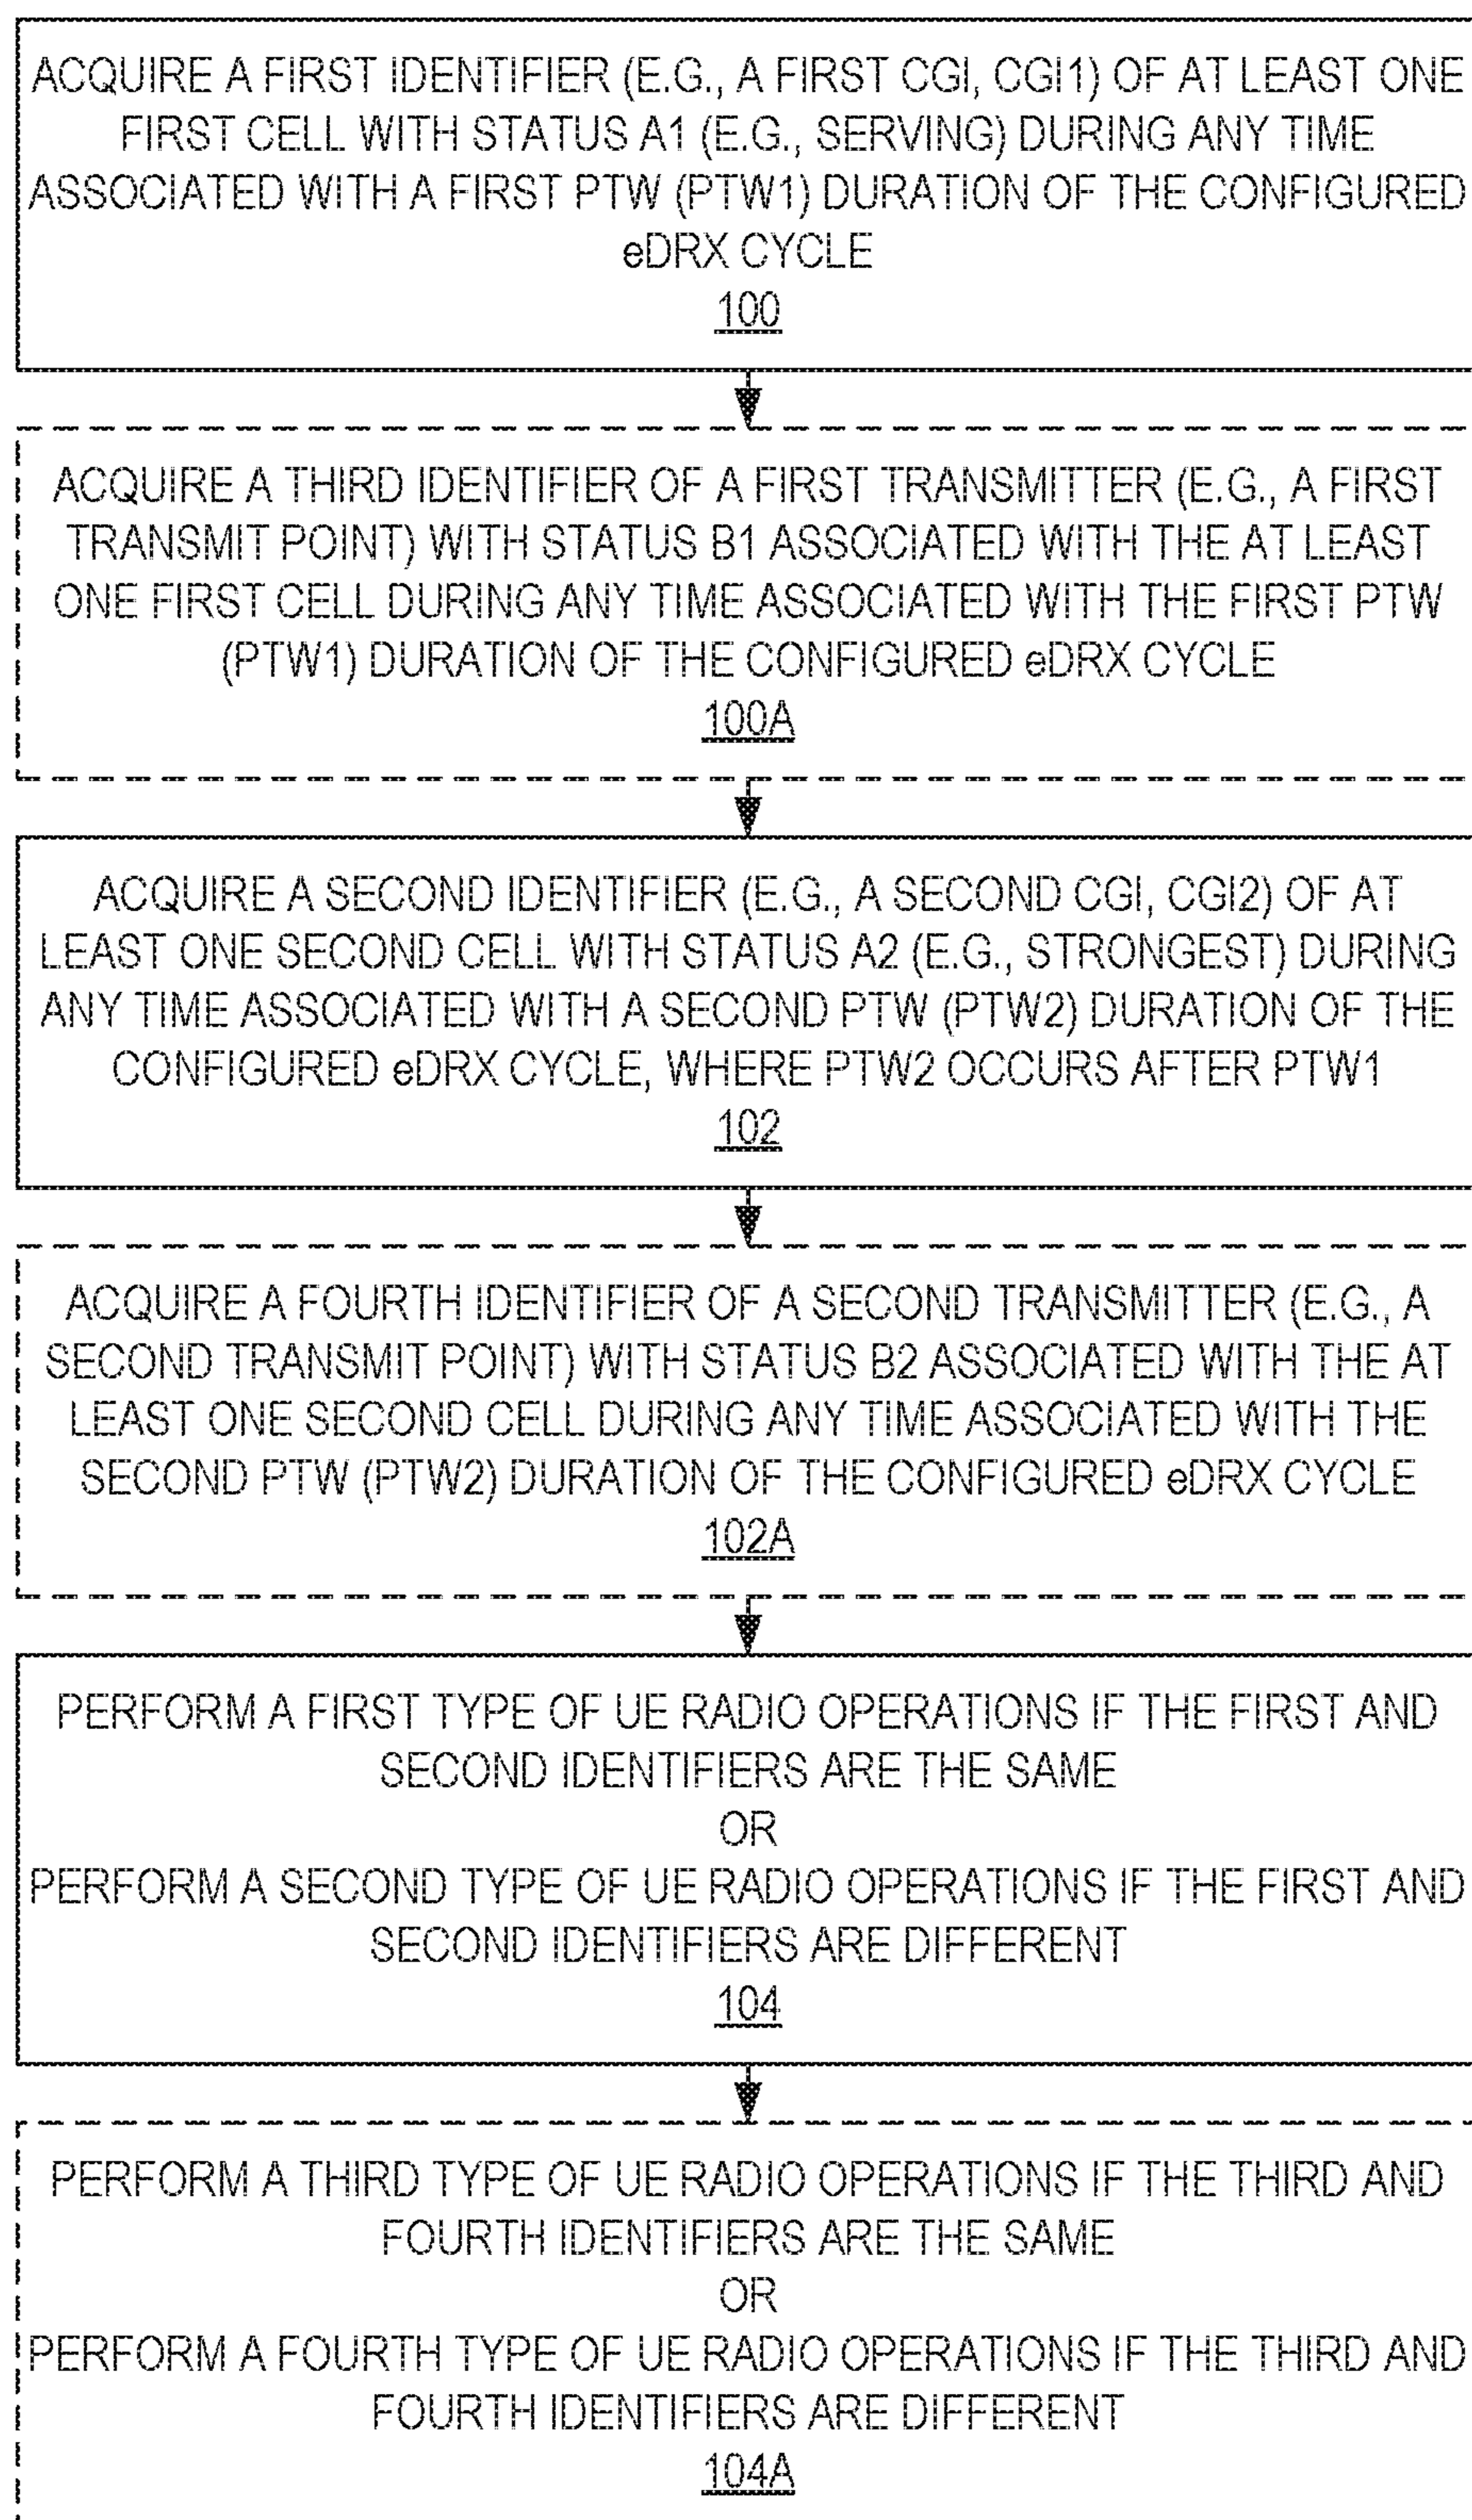 ACQUIRE A FIRST IDENTIFIER (E.G., A FIRST CGI, CGI1) OF AT LEAST ONE
FIRST CELL WITH STATUS A1 (E.G., SERVING) DURING ANY TIME
ASSOCIATED WITH A FIRST PTW (PTW1) DURATION OF THE CONFIGURED
eDRX CYCLE
100
ACQUIRE A THIRD IDENTIFIER OF A FIRST TRANSMITTER (E.G., A FIRST
TRANSMIT POINT) WITH STATUS B1 ASSOCIATED WITH THE AT LEAST
ONE FIRST CELL DURING ANY TIME ASSOCIATED WITH THE FIRST PTW
(PTW1) DURATION OF THE CONFIGURED eDRX CYCLE
100A
ACQUIRE A SECOND IDENTIFIER (E.G., A SECOND CGI, CGI2) OF AT
LEAST ONE SECOND CELL WITH STATUS A2 (E.G., STRONGEST) DURING
ANY TIME ASSOCIATED WITH A SECOND PTW (PTW2) DURATION OF THE
CONFIGURED eDRX CYCLE, WHERE PTW2 OCCURS AFTER PTW1
102
ACQUIRE A FOURTH IDENTIFIER OF A SECOND TRANSMITTER (E.G., A
SECOND TRANSMIT POINT) WITH STATUS B2 ASSOCIATED WITH THE AT
LEAST ONE SECOND CELL DURING ANY TIME ASSOCIATED WITH THE
SECOND PTW (PTW2) DURATION OF THE CONFIGURED eDRX CYCLE
102A
PERFORM A FIRST TYPE OF UE RADIO OPERATIONS IF THE FIRST AND
SECOND IDENTIFIERS ARE THE SAME
OR
PERFORM A SECOND TYPE OF UE RADIO OPERATIONS IF THE FIRST AND
SECOND IDENTIFIERS ARE DIFFERENT
104
PERFORM A THIRD TYPE OF UE RADIO OPERATIONS IF THE THIRD AND
FOURTH IDENTIFIERS ARE THE SAME
OR
PERFORM A FOURTH TYPE OF UE RADIO OPERATIONS IF THE THIRD AND
FOURTH IDENTIFIERS ARE DIFFERENT
104A